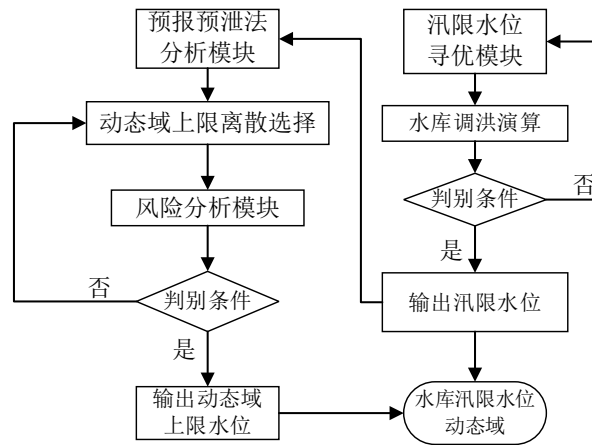 预报预泄法
分析模块
动态域上限离散选择
风险分析模块
否
判别条件
是
输出动态域
上限水位
汛限水位
寻优模块
水库调洪演算
判别条件
否
是
输出汛限水位
水库汛限水位
动态域